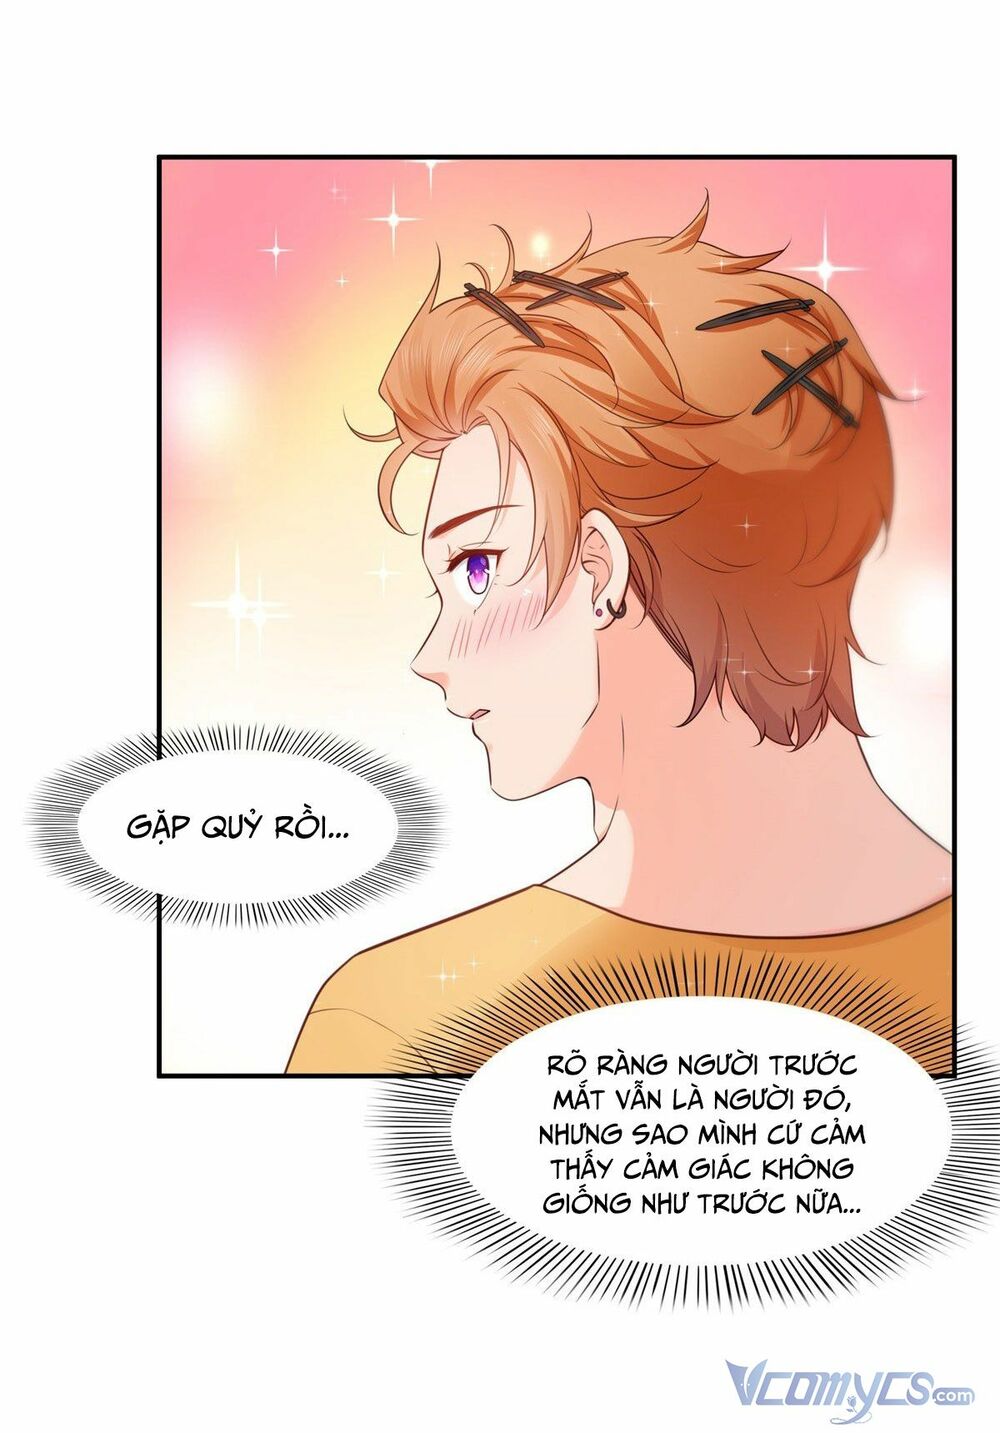 GẶP QUỶ RỒI...
RÕ RÀNG NGƯỜI TRƯỚC
MẮT VẪN LÀ NGƯỜI ĐÓ,
NHƯNG SAO MÌNH CỨ CẢM
THẤY CẢM GIÁC KHÔNG
GIỐNG NHƯ TRƯỚC NỮA...
VCOMYCS.com